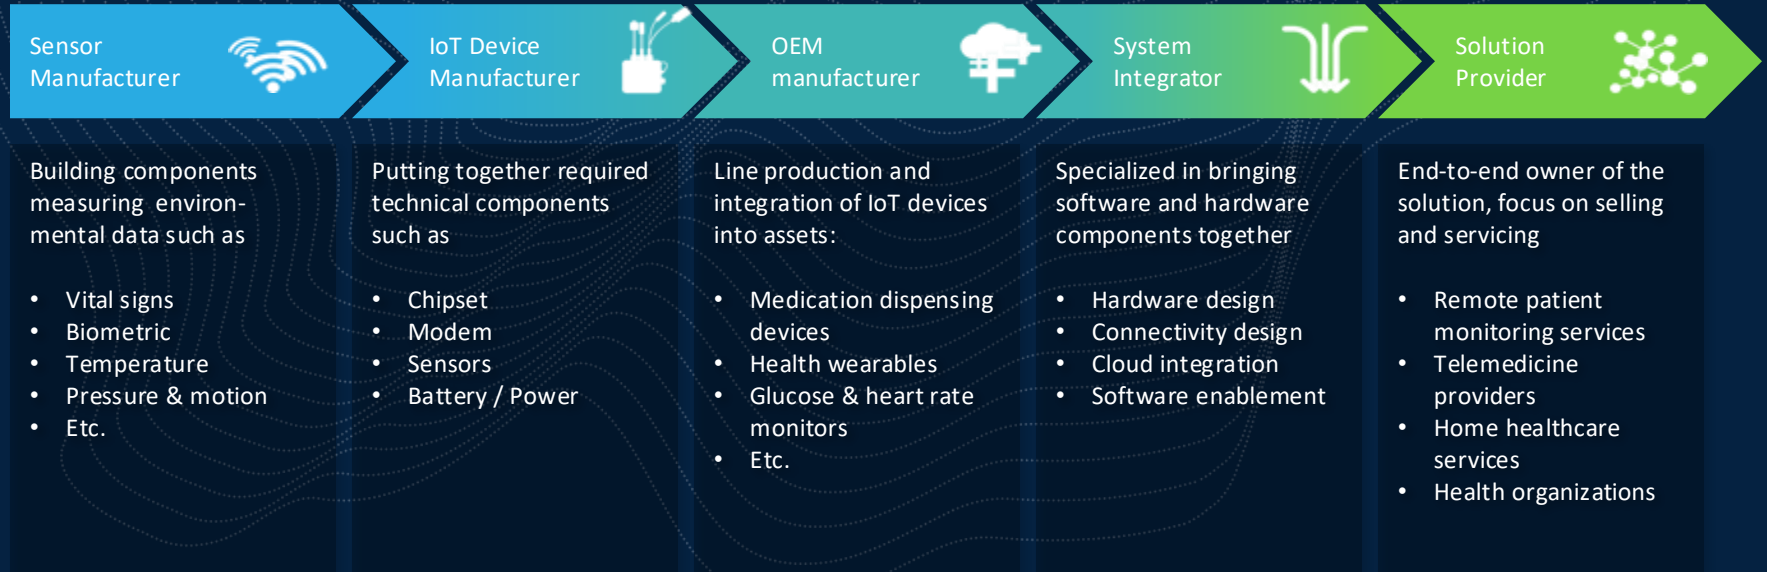 Sensor
Manufacturer
IoT Device
Manufacturer
OEM
manufacturer
System
Integrator
Solution
Provider
Building components
measuring environ-
mental data such as
• Vital signs
• Biometric
• Temperature
• Pressure & motion
• Etc.
Putting together required
technical components
such as
• Chipset
• Modem
• Sensors
• Battery / Power
Line production and
integration of IoT devices
into assets:
• Medication dispensing
devices
• Health wearables
• Glucose & heart rate
monitors
• Etc.
Specialized in bringing
software and hardware
components together
• Hardware design
• Connectivity design
• Cloud integration
• Software enablement
End-to-end owner of the
solution, focus on selling
and servicing
• Remote patient
monitoring services
• Telemedicine
providers
• Home healthcare
services
• Health organizations